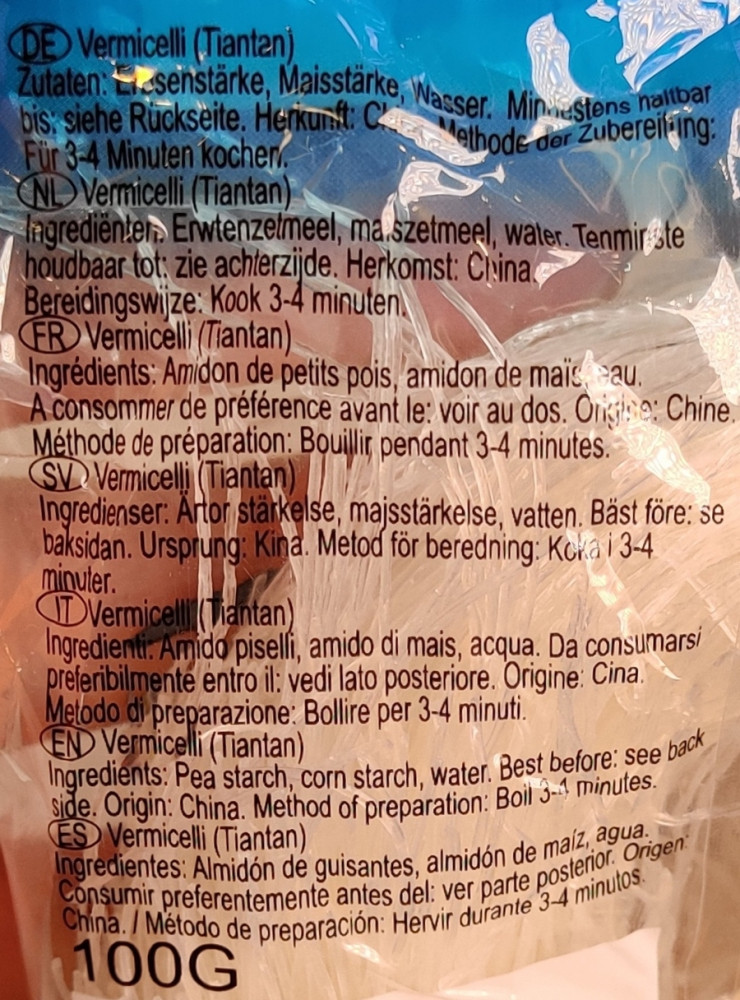 DE Vermicelli (Tiantan)
Zutaten: Erbsenstärke, Maisstärke, Wasser. Mindestens haltbar
bis: siehe Rückseite. Herkunft: Methode der Zubereitung:
Für 3-4 Minuten kochen.
NL Vermicelli (Tiantan)
Ingrediënten: Erwtenzetmeel, maïszetmeel, water. Tenminste
houdbaar tot: zie achterzijde. Herkomst: China.
Bereidingswijze: Kook 3-4 minuten.
FR Vermicelli (Tiantan)
Ingrédients: Amidon de petits pois, amidon de maïs, eau.
A consommer de préférence avant le: voir au dos. Origine: Chine.
Méthode de préparation: Bouillir pendant 3-4 minutes.
SV Vermicelli (Tiantan)
Ingredienser: Ärtor stärkelse, majsstärkelse, vatten. Bäst före: se
baksidan. Ursprung: Kina. Metod för beredning: Koka i 3-4
minuter.
IT Vermicelli (Tiantan)
Ingredienti: Amido piselli, amido di mais, acqua. Da consumarsi
preferibilmente entro il: vedi lato posteriore. Origine: Cina.
Metodo di preparazione: Bollire per 3-4 minuti.
EN Vermicelli (Tiantan)
Ingredients: Pea starch, corn starch, water. Best before: see back
side. Origin: China. Method of preparation: Boil 3-4 minutes.
ES Vermicelli (Tiantan)
Ingredientes: Almidón de guisantes, almidón de maíz, agua.
Consumir preferentemente antes del: ver parte posterior. Origen:
China. / Método de preparación: Hervir durante 3-4 minutos.
100G